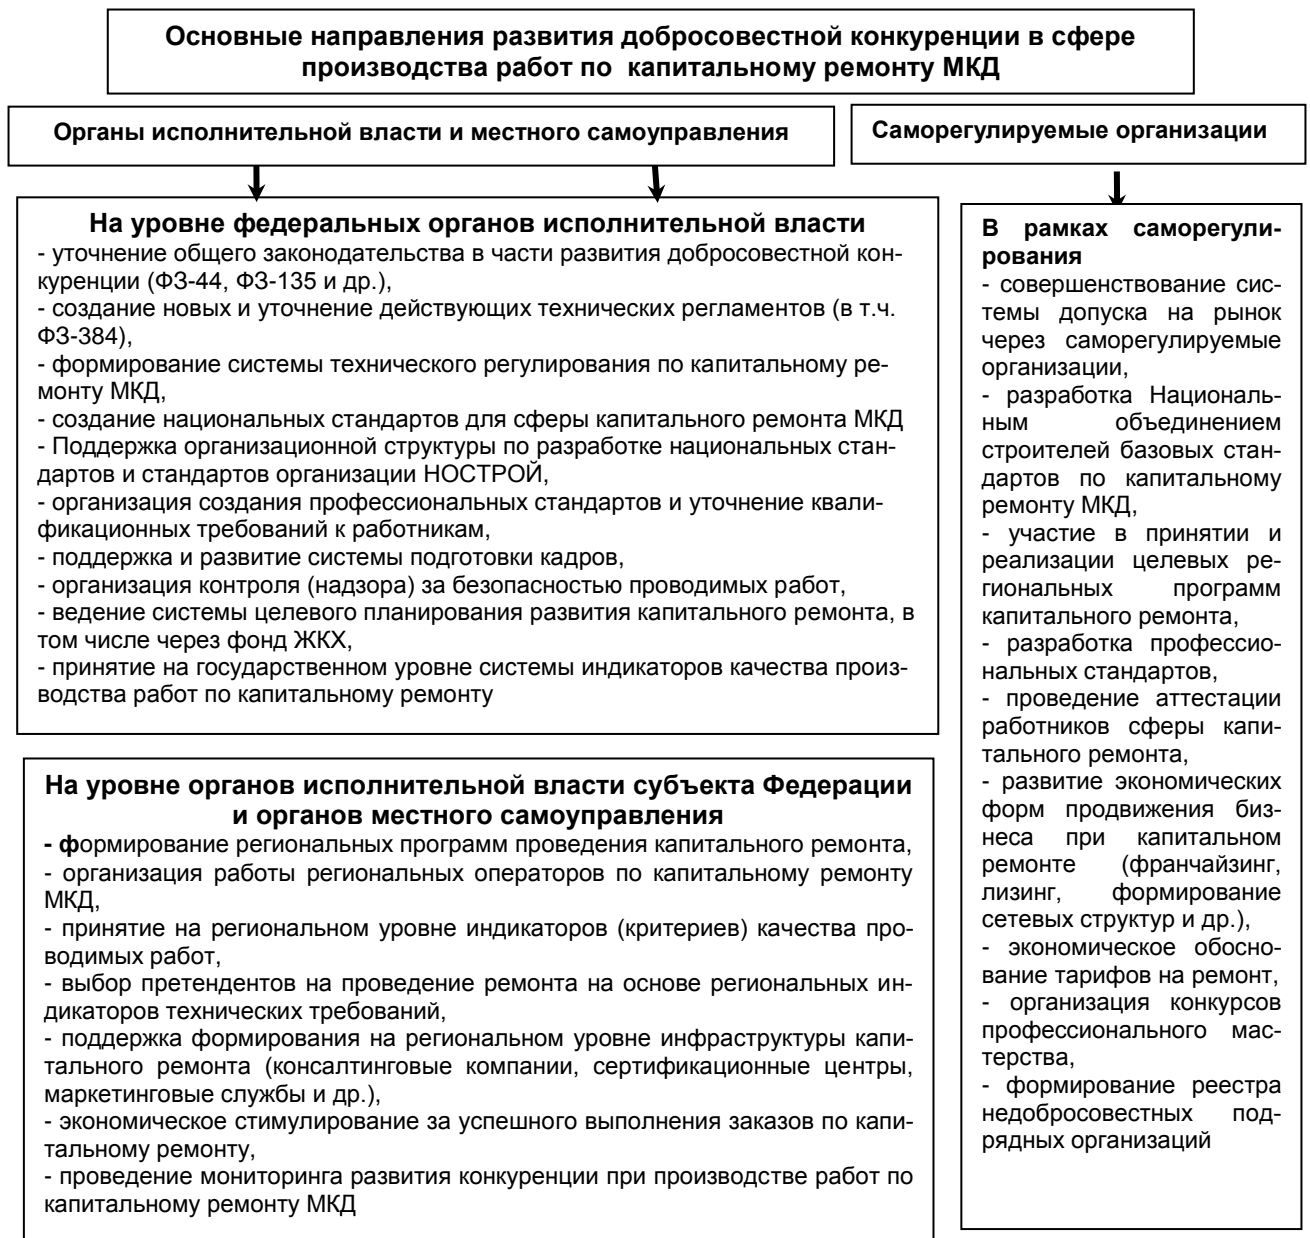 Основные направления развития добросовестной конкуренции в сфере
производства работ по капитальному ремонту МКД
Органы исполнительной власти и местного самоуправления
Саморегулируемые организации
На уровне федеральных органов исполнительной власти
- уточнение общего законодательства в части развития добросовестной кон-
куренции (ФЗ-44, ФЗ-135 и др.),
- создание новых и уточнение действующих технических регламентов (в т.ч.
ФЗ-384),
- формирование системы технического регулирования по капитальному ре-
монту МКД,
- создание национальных стандартов для сферы капитального ремонта МКД
- Поддержка организационной структуры по разработке национальных стан-
дартов и стандартов организации НОСТРОЙ,
- организация создания профессиональных стандартов и уточнение квали-
фикационных требований к работникам,
- поддержка и развитие системы подготовки кадров,
- организация контроля (надзора) за безопасностью проводимых работ,
- ведение системы целевого планирования развития капитального ремонта, в
том числе через фонд ЖКХ,
- принятие на государственном уровне системы индикаторов качества произ-
водства работ по капитальному ремонту
На уровне органов исполнительной власти субъекта Федерации
и органов местного самоуправления
- формирование региональных программ проведения капитального ремонта,
- организация работы региональных операторов по капитальному ремонту
МКД,
- принятие на региональном уровне индикаторов (критериев) качества про-
водимых работ,
- выбор претендентов на проведение ремонта на основе региональных ин-
дикаторов технических требований,
- поддержка формирования на региональном уровне инфраструктуры капи-
тального ремонта (консалтинговые компании, сертификационные центры,
маркетинговые службы и др.),
- экономическое стимулирование за успешного выполнения заказов по капи-
тальному ремонту,
- проведение мониторинга развития конкуренции при производстве работ по
капитальному ремонту МКД
В рамках саморегули-
рования
- совершенствование сис-
темы допуска на рынок
через саморегулируемые
организации,
- разработка Националь-
ным объединением
строителей базовых стан-
дартов по капитальному
ремонту МКД,
- участие в принятии и
реализации целевых ре-
гиональных программ
капитального ремонта,
- разработка профессио-
нальных стандартов,
- проведение аттестации
работников сферы капи-
тального ремонта,
- развитие экономических
форм продвижения биз-
неса при капитальном
ремонте (франчайзинг,
лизинг, формирование
сетевых структур и др.),
- экономическое обосно-
вание тарифов на ремонт,
- организация конкурсов
профессионального мас-
терства,
- формирование реестра
недобросовестных под-
рядных организаций